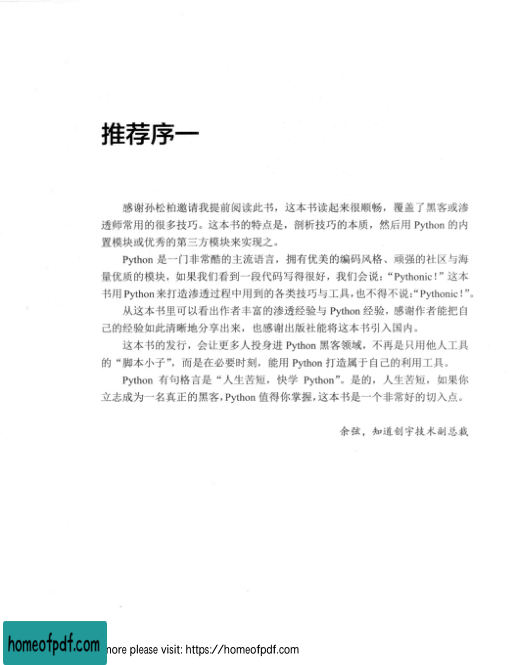 推荐序一
感谢孙松柏邀请我提前阅读此书，这本书读起来很顺畅，覆盖了黑客或渗
透师常用的很多技巧。这本书的特点是，剖析技巧的本质，然后用 Python 的内
置模块或优秀的第三方模块来实现之。
Python 是一门非常酷的主流语言，拥有优美的编码风格、顽强的社区与海
量优质的模块，如果我们看到一段代码写得很好，我们会说：“Pythonic！”这本
书用 Python 来打造渗透过程中用到的各类技巧与工具，也不得不说：“Pythonic！”。
从这本书里可以看出作者丰富的渗透经验与 Python 经验，感谢作者能把自
己的经验如此清晰地分享出来，也感谢出版社能将这本书引入国内。
这本书的发行，会让更多人投身进 Python 黑客领域，不再是只用他人工具
的“脚本小子”，而是在必要时刻，能用 Python 打造属于自己的利用工具。
Python 有句格言是“人生苦短，快学 Python”。是的，人生苦短，如果你
立志成为一名真正的黑客，Python 值得你掌握，这本书是一个非常好的切入点。
余弦，知道创宇技术副总裁
homeofpdf.com
more please visit: https://homeofpdf.com